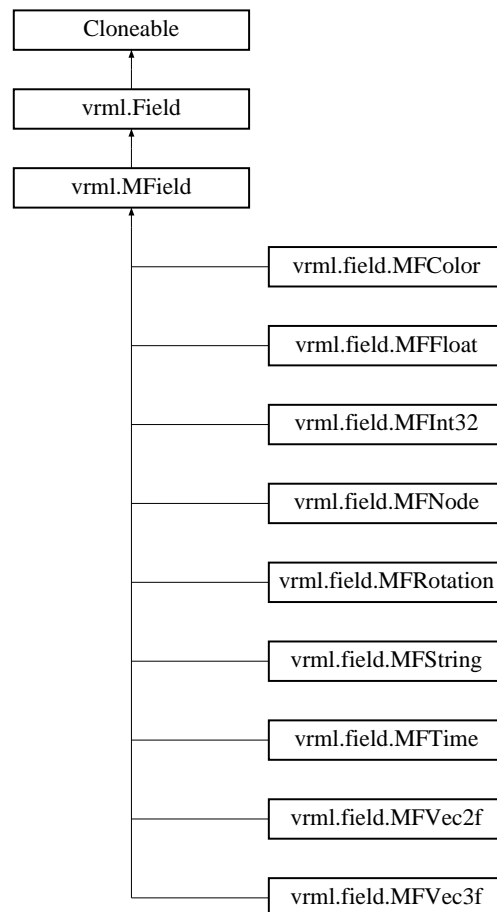 Cloneable
vrml.Field
vrml.MField
vrml.field.MFColor
vrml.field.MFFloat
vrml.field.MFInt32
vrml.field.MFNode
vrml.field.MFRotation
vrml.field.MFString
vrml.field.MFTime
vrml.field.MFVec2f
vrml.field.MFVec3f